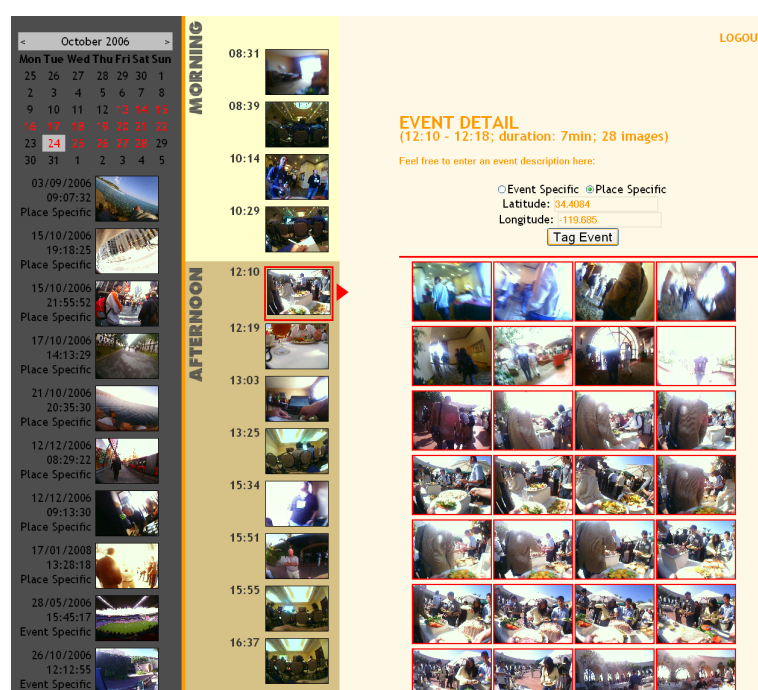 < October 2006 >
Mon Tue Wed Thu Fri Sat Sun
25 26 27 28 29 30 1
2 3 4 5 6 7 8
9 10 11 12 13 14 15
16 17 18 19 20 21 22
23 24 25 26 27 28 29
30 31 1 2 3 4 5
03/09/2006
09:07:32
Place Specific
15/10/2006
19:18:25
Place Specific
15/10/2006
21:55:52
Place Specific
17/10/2006
14:13:29
Place Specific
21/10/2006
20:35:30
Place Specific
12/12/2006
08:29:22
Place Specific
12/12/2006
09:13:30
Place Specific
17/01/2008
13:28:18
Place Specific
28/05/2006
15:45:17
Event Specific
26/10/2006
12:12:55
Event Specific
MORNING
08:31
08:39
10:14
10:29
AFTERNOON
12:10
12:19
13:03
13:25
15:34
15:51
15:55
16:37
LOGOU
EVENT DETAIL
(12:10 - 12:18; duration: 7min; 28 images)
Feel free to enter an event description here:
Event Specific Place Specific
Latitude: 34.4084
Longitude: -119.685
Tag Event